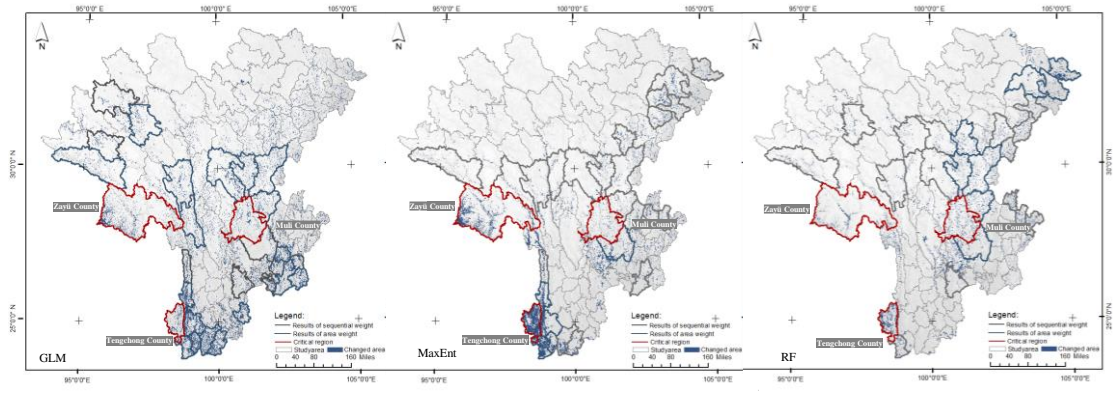 95°0'0" E 100°0'0" E 105°0'0" E
N
30°0'0" N
25°0'0" N
Zayü County
Muli County
Tengchong County
GLM
Legend:
Results of sequential weight
Results of area weight
Critical region
Studyarea Changed area
0 40 80 160 Miles
95°0'0"E 100°0'0"E 105°0'0"E
95°0'0"E 100°0'0"E 105°0'0"E
N
Zayü County
Muli County
Tengchong County
MaxEnt
Legend:
Results of sequential weight
Results of area weight
Critical region
Studyarea Changed area
0 40 80 160 Miles
95°0'0"E 100°0'0"E 105°0'0"E
95°0'0"E 100°0'0"E 105°0'0"E
N
30°0'0" N
25°0'0" N
Zayü County
Muli County
Tengchong County
RF
Legend:
Results of sequential weight
Results of area weight
Critical region
Studyarea Changed area
0 40 80 160 Miles
95°0'0"E 100°0'0"E 105°0'0"E